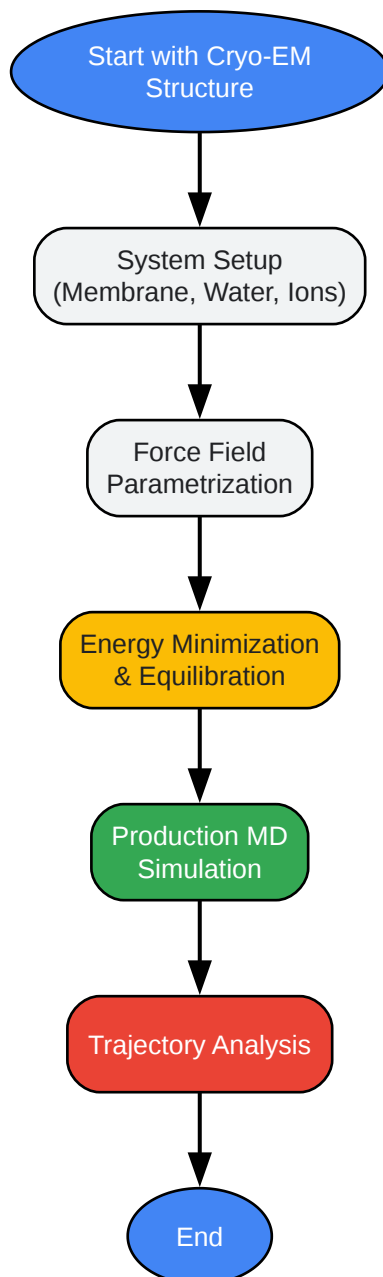 Start with Cryo-EM
Structure
System Setup
(Membrane, Water, Ions)
Force Field
Parametrization
Energy Minimization
& Equilibration
Production MD
Simulation
Trajectory Analysis
End